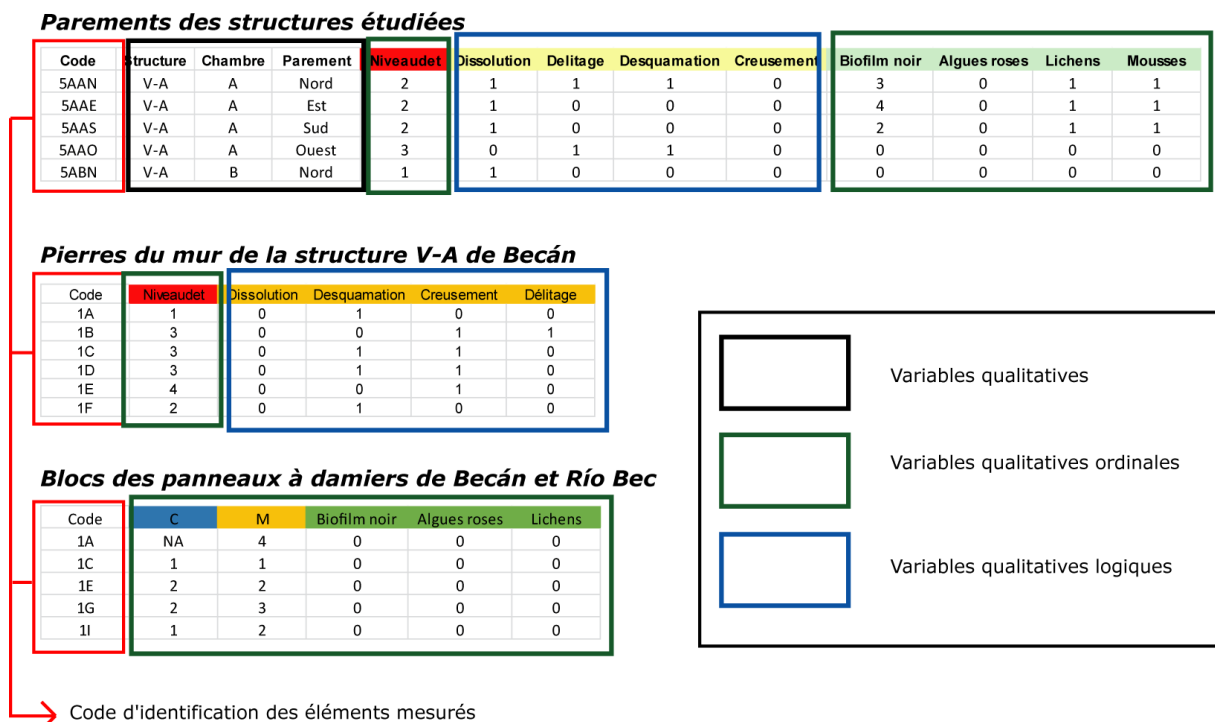 Parements des structures étudiées
Code Structure Chambre Parement Niveaudet Dissolution Delitage Desquamation Creusement Biofilm noir Algues roses Lichens Mousses
5AAN V-A A Nord 2 1 1 1 0 3 0 1 1
5AAE V-A A Est 2 1 0 0 0 4 0 1 1
5AAS V-A A Sud 2 1 0 0 0 2 0 1 1
5AAO V-A A Ouest 3 0 1 1 0 0 0 0 0
5ABN V-A B Nord 1 1 0 0 0 0 0 0 0
Pierres du mur de la structure V-A de Becán
Code Niveaudet Dissolution Desquamation Creusement Délitage
1A 1 0 1 0 0
1B 3 0 0 1 1
1C 3 0 1 1 0
1D 3 0 1 1 0
1E 4 0 0 1 0
1F 2 0 1 0 0
Variables qualitatives
Variables qualitatives ordinales
Variables qualitatives logiques
Blocs des panneaux à damiers de Becán et Río Bec
Code C M Biofilm noir Algues roses Lichens
1A NA 4 0 0 0
1C 1 1 0 0 0
1E 2 2 0 0 0
1G 2 3 0 0 0
1I 1 2 0 0 0
Code d'identification des éléments mesurés